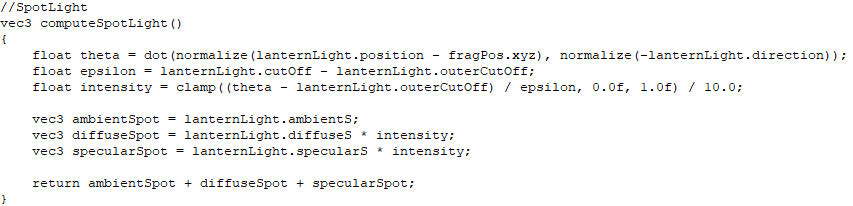 //SpotLight
vec3 computeSpotLight()
{
    float theta = dot(normalize(lanternLight.position - fragPos.xyz), normalize(-lanternLight.direction));
    float epsilon = lanternLight.cutOff - lanternLight.outerCutOff;
    float intensity = clamp((theta - lanternLight.outerCutOff) / epsilon, 0.0f, 1.0f) / 10.0;

    vec3 ambientSpot = lanternLight.ambientS;
    vec3 diffuseSpot = lanternLight.diffuseS * intensity;
    vec3 specularSpot = lanternLight.specularS * intensity;

    return ambientSpot + diffuseSpot + specularSpot;
}